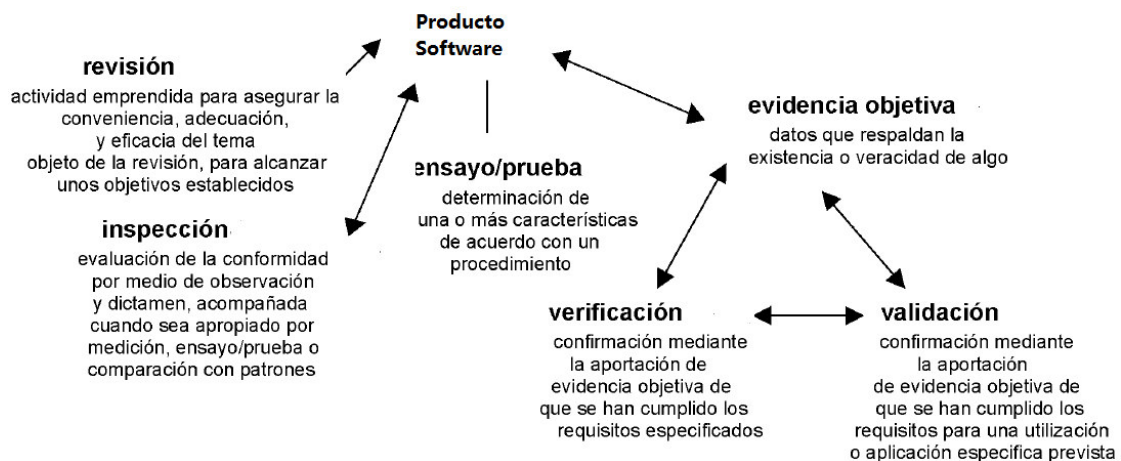 Producto
Software
revisión
actividad emprendida para asegurar la
conveniencia, adecuación,
y eficacia del tema
objeto de la revisión, para alcanzar
unos objetivos establecidos
inspección
evaluación de la conformidad
por medio de observación
y dictamen, acompañada
cuando sea apropiado por
medición, ensayo/prueba o
comparación con patrones
ensayo/prueba
determinación de
una o más características
de acuerdo con un
procedimiento
evidencia objetiva
datos que respaldan la
existencia o veracidad de algo
verificación
confirmación mediante
la aportación de
evidencia objetiva de
que se han cumplido los
requisitos especificados
validación
confirmación mediante
la aportación
de evidencia objetiva de
que se han cumplido los
requisitos para una utilización
o aplicación especifica prevista